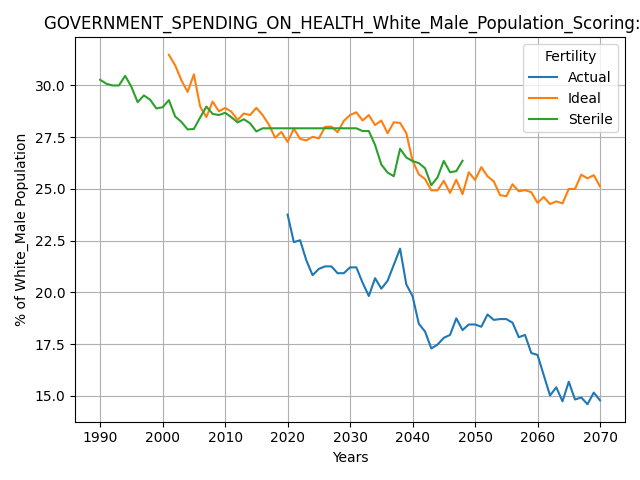 GOVERNMENT_SPENDING_ON_HEALTH_White_Male_Population_Scoring:
Fertility
Actual
Ideal
Sterile
% of White_Male Population
30.0
27.5
25.0
22.5
20.0
17.5
15.0
1990 2000 2010 2020 2030 2040 2050 2060 2070
Years